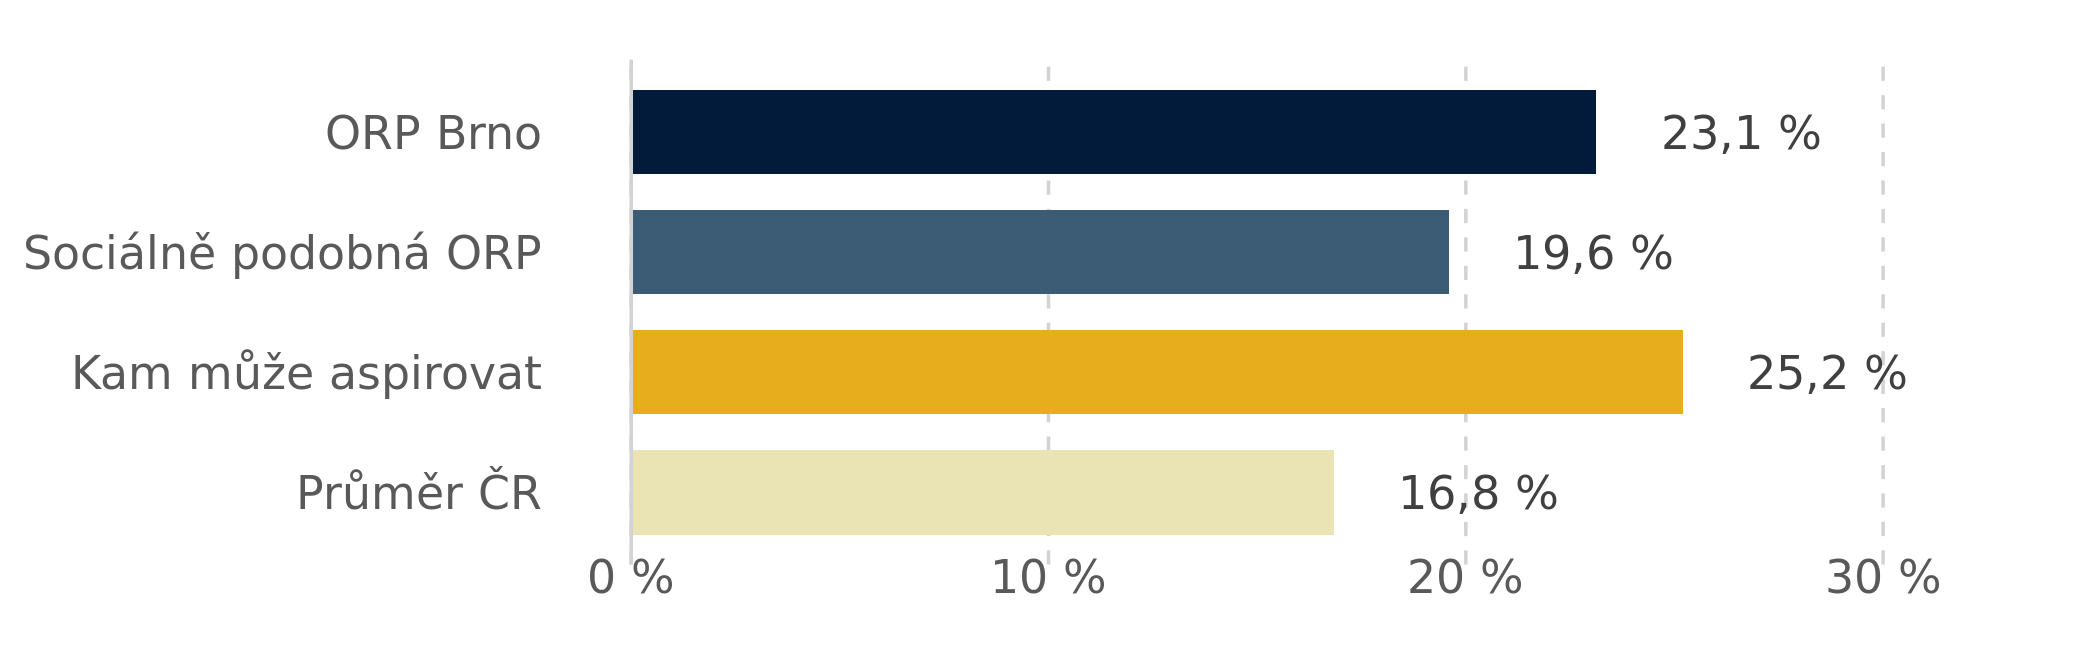 ORP Brno
23,1 %
Sociálně podobná ORP
19,6 %
Kam může aspirovat
25,2 %
Průměr ČR
16,8 %
0 %
10 %
20 %
30 %